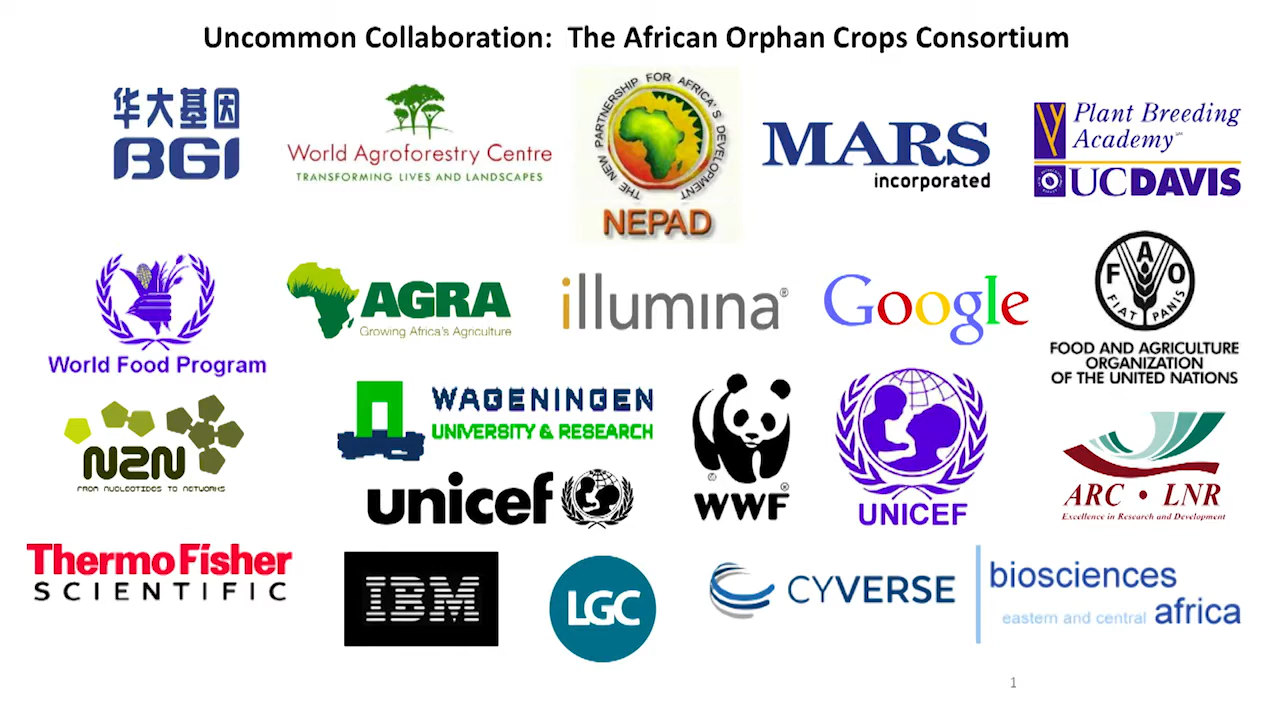 Uncommon Collaboration:  The African Orphan Crops Consortium
华大基因
BGI
World Agroforestry Centre
TRANSFORMING LIVES AND LANDSCAPES
THE NEW PARTNERSHIP FOR AFRICA'S DEVELOPMENT
NEPAD
MARS
incorporated
Plant Breeding
Academy
UCDAVIS
World Food Program
AGRA
Growing Africa's Agriculture
illumina®
Google
FAO
FIAT PANIS
FOOD AND AGRICULTURE
ORGANIZATION
OF THE UNITED NATIONS
N2N
FROM NUCLEOTIDES TO NETWORKS
WAGENINGEN
UNIVERSITY & RESEARCH
unicef
WWF®
®
UNICEF
ARC • LNR
Excellence in Research and Development
ThermoFisher
SCIENTIFIC
IBM
LGC
CYVERSE
biosciences
eastern and central africa
1